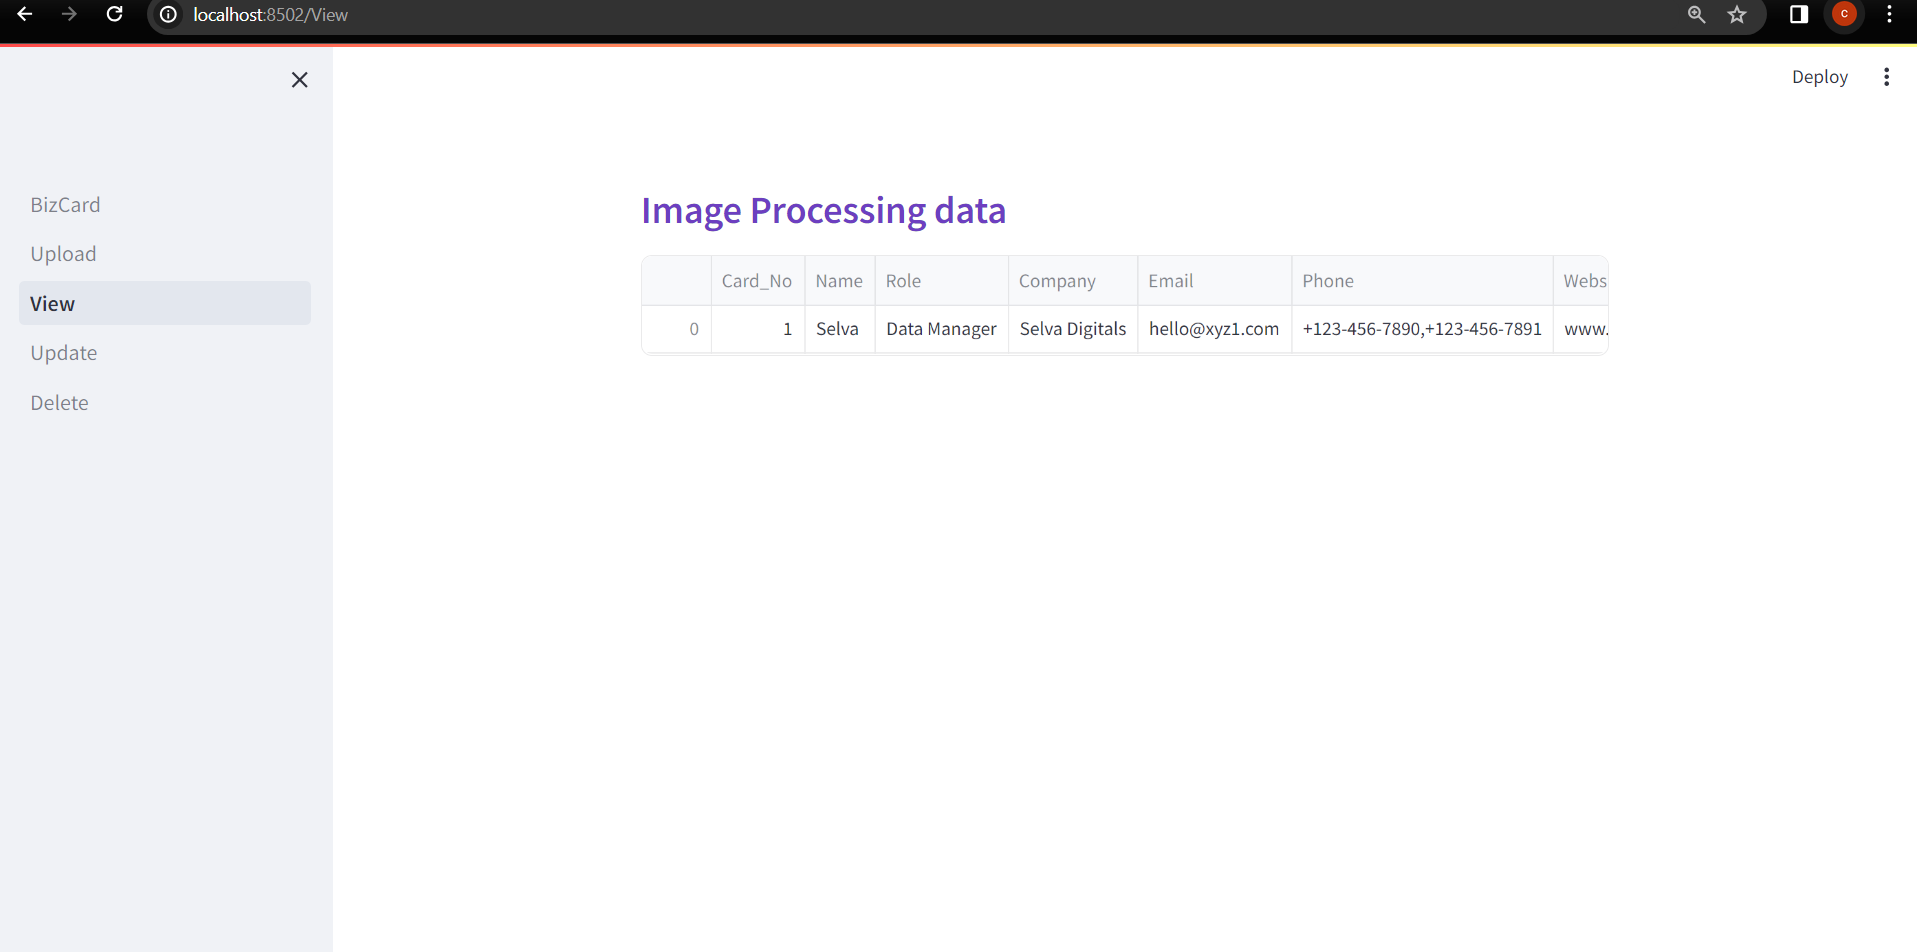 localhost:8502/View
C
Deploy
BizCard
Upload
View
Update
Delete
Image Processing data
Card_No Name Role Company Email Phone Webs
0 1 Selva Data Manager Selva Digitals hello@xyz1.com +123-456-7890,+123-456-7891 www.